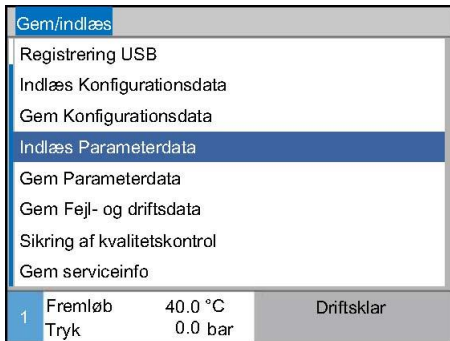 Gem/indlæs
Registrering USB
Indlæs Konfigurationsdata
Gem Konfigurationsdata
Indlæs Parameterdata
Gem Parameterdata
Gem Fejl- og driftsdata
Sikring af kvalitetskontrol
Gem serviceinfo
1 Fremløb 40.0 °C Driftsklar
Tryk 0.0 bar